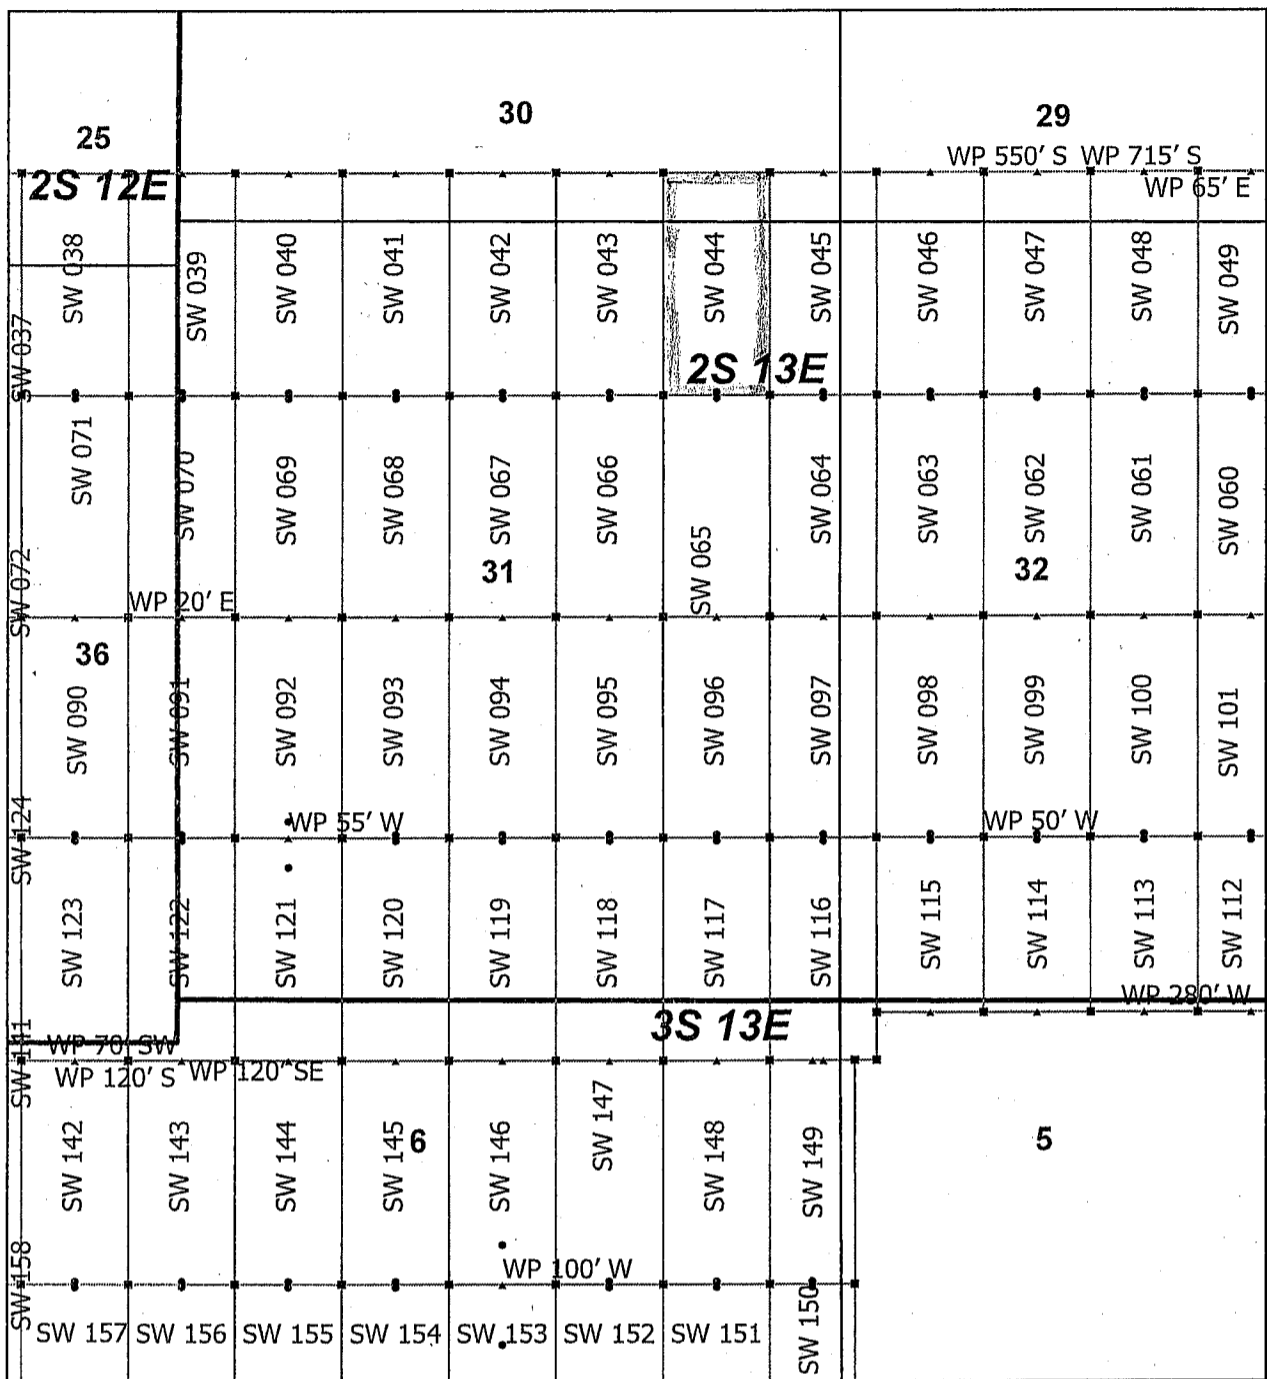 30
29
25
WP 550' S WP 715' S
2S 12E
WP 65' E
SW 038
SW 039
SW 040
SW 041
SW 042
SW 043
SW 044
SW 045
SW 046
SW 047
SW 048
SW 049
SW 037
2S 13E
SW 071
SW 070
SW 069
SW 068
SW 067
SW 066
SW 065
SW 064
SW 063
SW 062
SW 061
SW 060
31
32
SW 072
WP 20' E
36
SW 090
SW 091
SW 092
SW 093
SW 094
SW 095
SW 096
SW 097
SW 098
SW 099
SW 100
SW 101
SW 124
WP 55' W
WP 50' W
SW 123
SW 122
SW 121
SW 120
SW 119
SW 118
SW 117
SW 116
SW 115
SW 114
SW 113
SW 112
WP 280' W
3S 13E
SW 141
WP 70' SW
WP 120' S
WP 120' SE
SW 142
SW 143
SW 144
SW 145
6
SW 146
SW 147
SW 148
SW 149
5
SW 158
WP 100' W
SW 157
SW 156
SW 155
SW 154
SW 153
SW 152
SW 151
SW 150